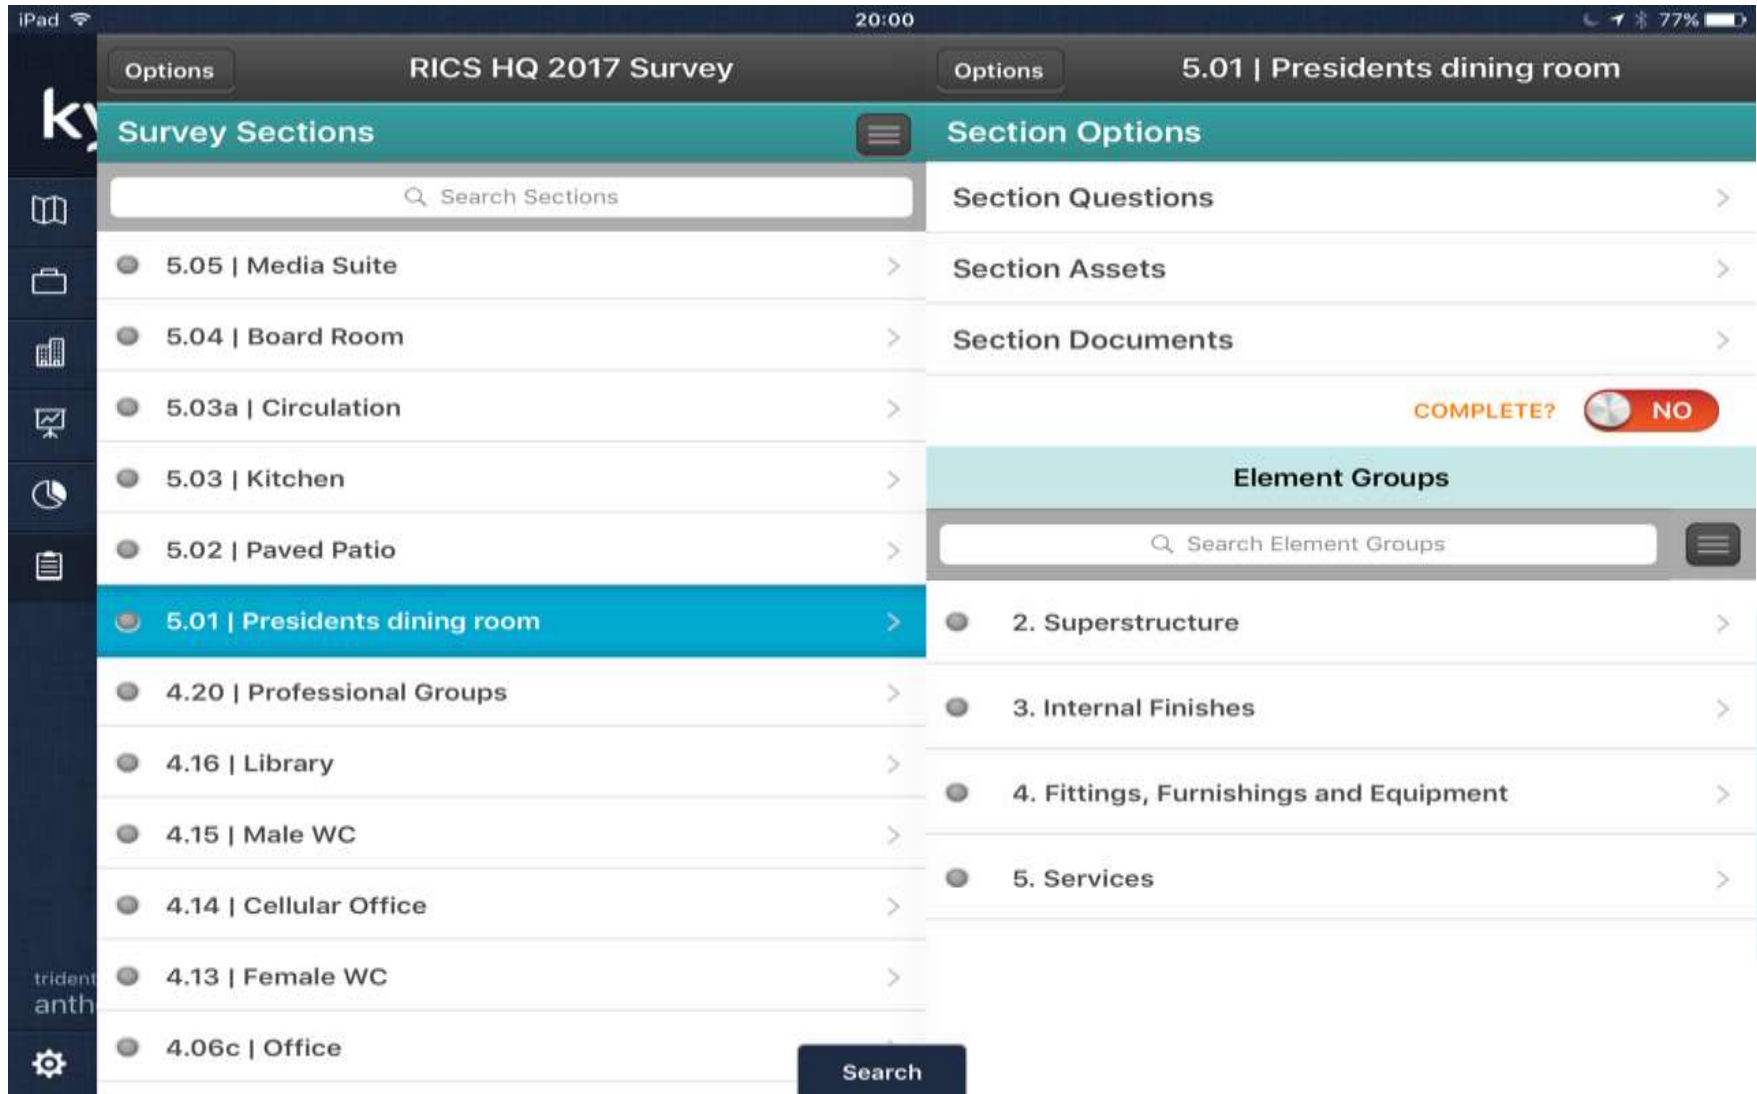 iPad 20:00 77%
Options RICS HQ 2017 Survey
Options 5.01 | Presidents dining room
ky
Survey Sections
Search Sections
5.05 | Media Suite
5.04 | Board Room
5.03a | Circulation
5.03 | Kitchen
5.02 | Paved Patio
5.01 | Presidents dining room
4.20 | Professional Groups
4.16 | Library
4.15 | Male WC
4.14 | Cellular Office
4.13 | Female WC
4.06c | Office
trident
anth
Search
Section Options
Section Questions
Section Assets
Section Documents
COMPLETE? NO
Element Groups
Search Element Groups
2. Superstructure
3. Internal Finishes
4. Fittings, Furnishings and Equipment
5. Services